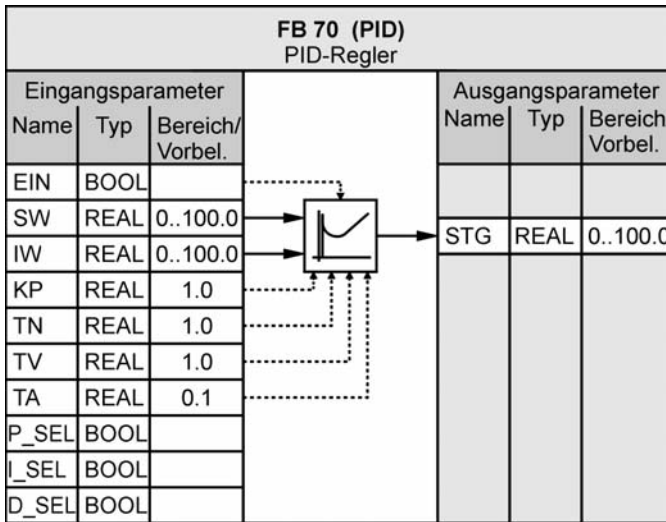 FB 70 (PID)
PID-Regler
Eingangsparameter
Name Typ Bereich/
Vorbel.
EIN BOOL
SW REAL 0..100.0
IW REAL 0..100.0
KP REAL 1.0
TN REAL 1.0
TV REAL 1.0
TA REAL 0.1
P_SEL BOOL
I_SEL BOOL
D_SEL BOOL
Ausgangsparameter
Name Typ Bereich
Vorbel.
STG REAL 0..100.0